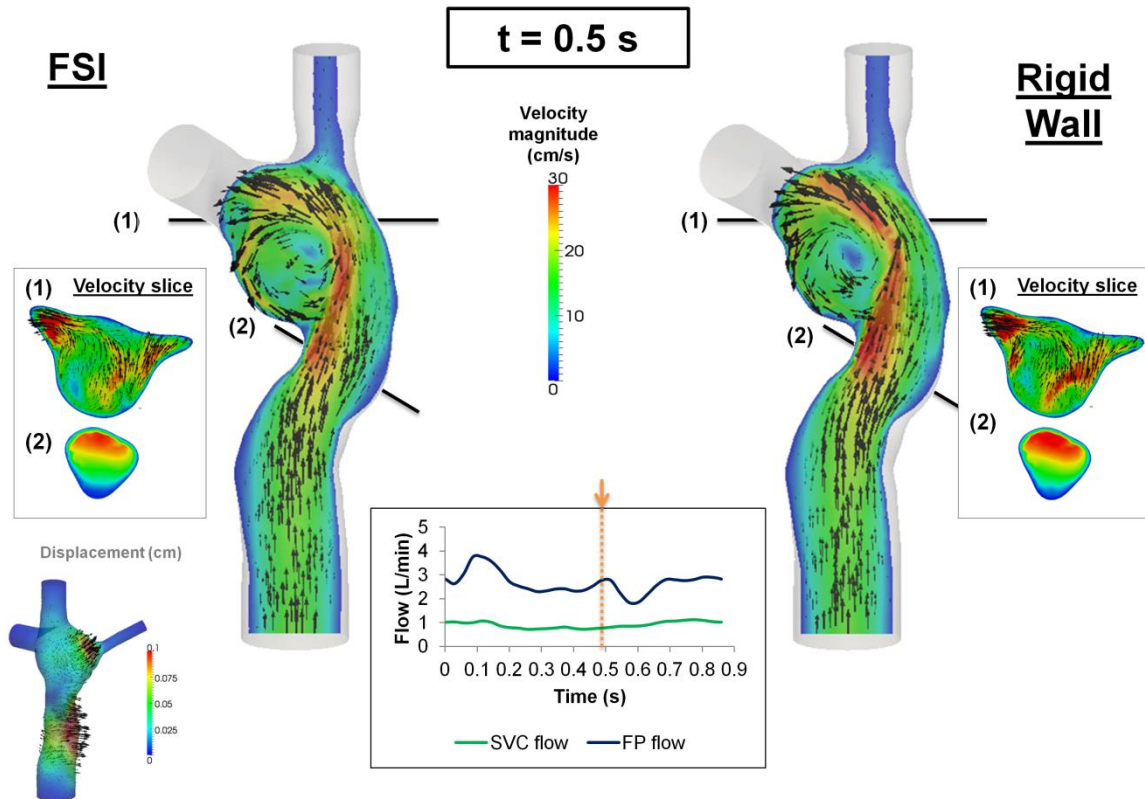 t = 0.5 s
FSI
Rigid
Wall
Velocity
magnitude
(cm/s)
30
20
10
0
(1)
(2)
(1)
(2)
(1) Velocity slice
(2)
(1) Velocity slice
(2)
Displacement (cm)
0.1
0.075
0.05
0.025
0
Flow (L/min)
5
4
3
2
1
0
0 0.1 0.2 0.3 0.4 0.5 0.6 0.7 0.8 0.9
Time (s)
SVC flow FP flow